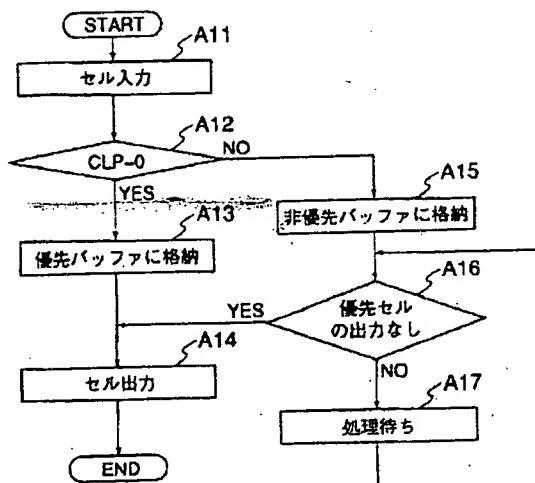 START
A11
セル入力
A12
CLP-0
NO
YES
A15
非優先バッファに格納
A13
優先バッファに格納
A16
優先セル
の出力なし
YES
NO
A14
セル出力
A17
処理待ち
END